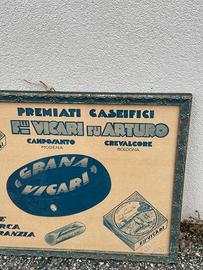 PREMIATI CASEIFICI
F.LLI VICARI FU ARTURO
CAMPOSANTO CREVALCORE
MODENA BOLOGNA
GRANA
VICARI
F.LLI VICARI
E
RCA
RANZIA